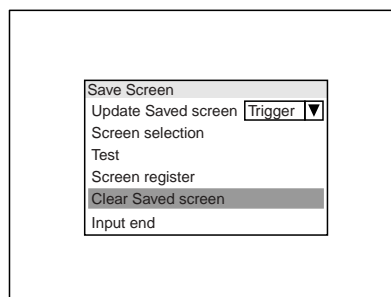 Save Screen
Update Saved screen Trigger ▼
Screen selection
Test
Screen register
Clear Saved screen
Input end